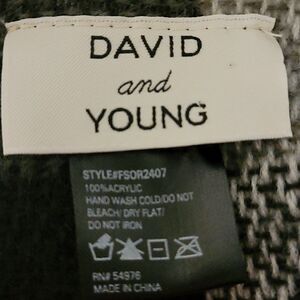 DAVID
and
YOUNG
STYLE#FSOR2407
100%ACRYLIC
HAND WASH COLD/DO NOT
BLEACH/DRY FLAT/
DO NOT IRON
RN# 54976
MADE IN CHINA